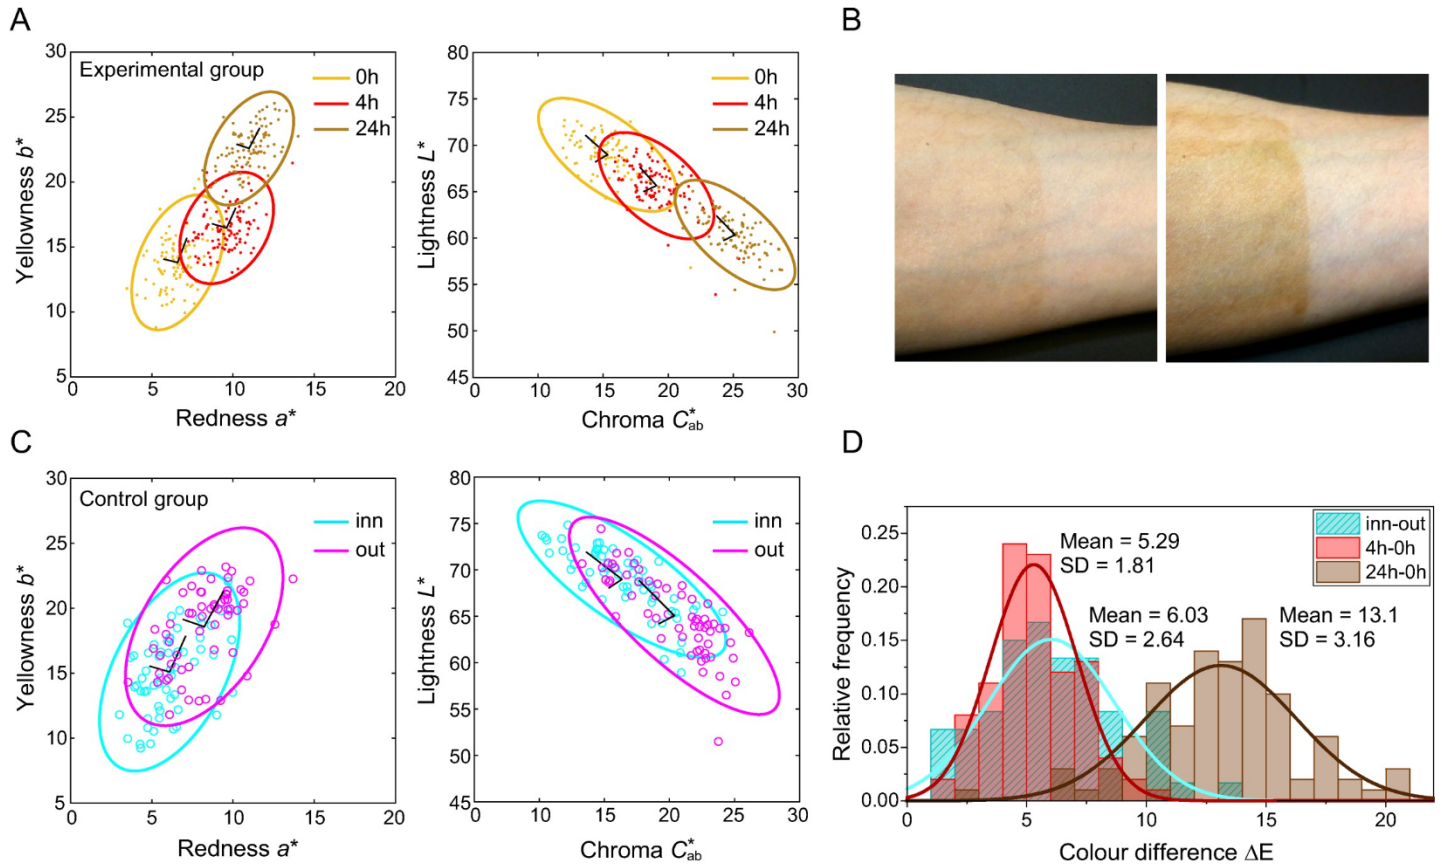 A
Experimental group
0h
4h
24h
30
25
20
15
10
5
Yellowness b*
5
10
15
20
Redness a*
0h
4h
24h
80
75
70
65
60
55
50
45
Lightness L*
10
15
20
25
30
Chroma C*ab
B
C
Control group
inn
out
30
25
20
15
10
5
Yellowness b*
0
5
10
15
20
Redness a*
inn
out
80
75
70
65
60
55
50
45
Lightness L*
5
10
15
20
25
30
Chroma C*ab
D
inn-out
4h-0h
24h-0h
Mean = 5.29
SD = 1.81
Mean = 6.03
SD = 2.64
Mean = 13.1
SD = 3.16
0.25
0.20
0.15
0.10
0.05
0.00
Relative frequency
0
5
10
15
20
Colour difference ΔE